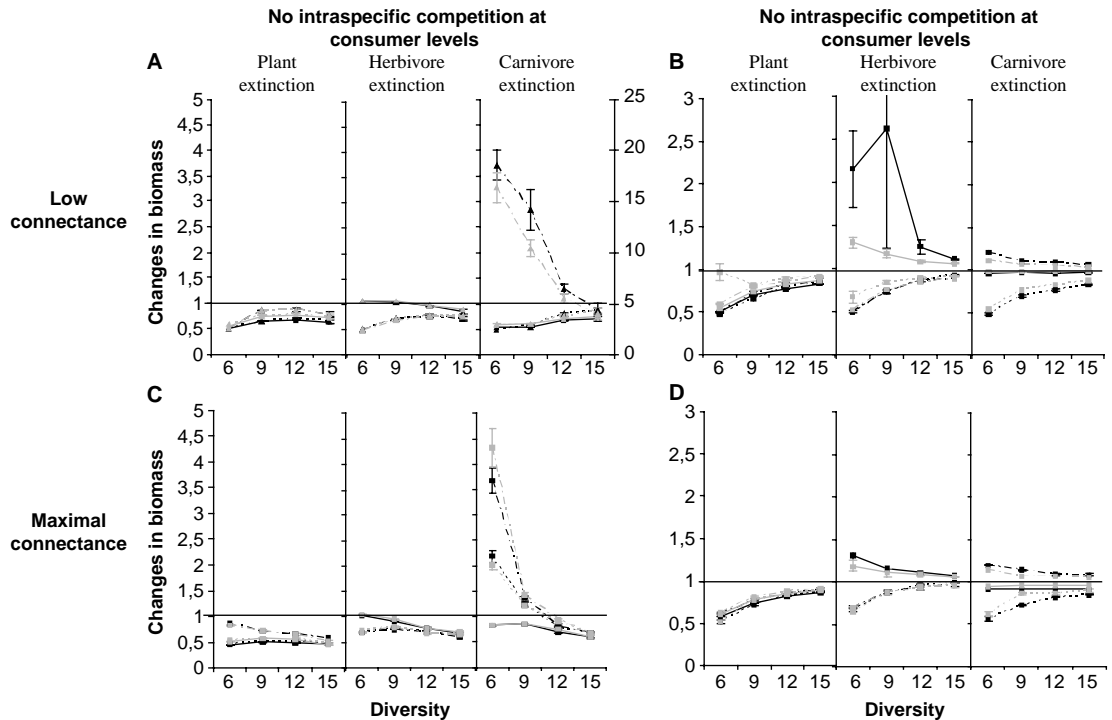 No intraspecific competition at
consumer levels
No intraspecific competition at
consumer levels
A
Plant
extinction
Herbivore
extinction
Carnivore
extinction
B
Plant
extinction
Herbivore
extinction
Carnivore
extinction
Low
connectance
Changes in biomass
5
4,5
4
3,5
3
2,5
2
1,5
1
0,5
0
25
20
15
10
5
0
6 9 12 15
6 9 12 15
6 9 12 15
3
2,5
2
1,5
1
0,5
0
6 9 12 15
6 9 12 15
6 9 12 15
Maximal
connectance
C
Changes in biomass
5
4,5
4
3,5
3
2,5
2
1,5
1
0,5
0
6 9 12 15
6 9 12 15
6 9 12 15
Diversity
D
3
2,5
2
1,5
1
0,5
0
6 9 12 15
6 9 12 15
6 9 12 15
Diversity